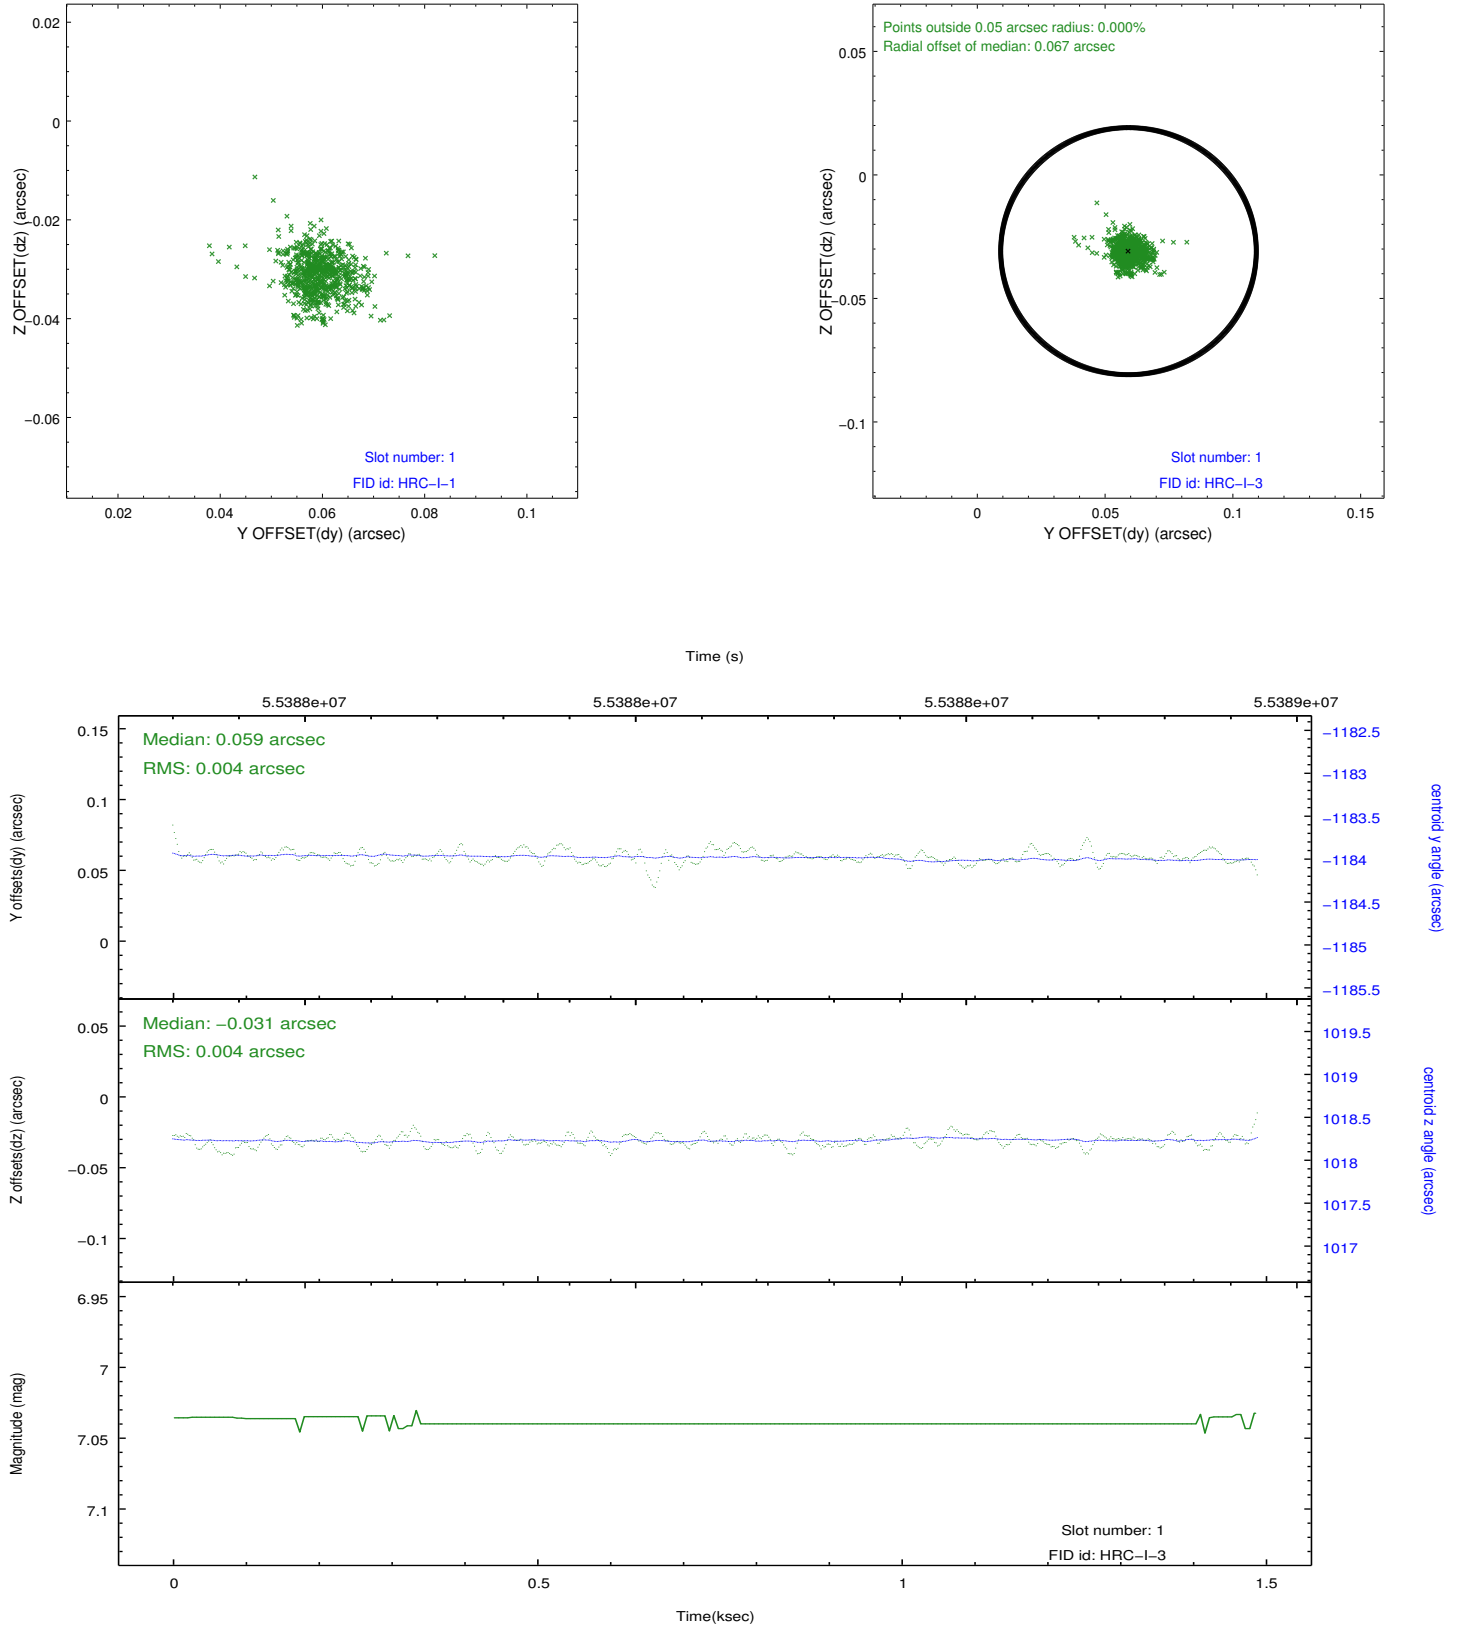 0.02
0
−0.02
−0.04
−0.06
Z OFFSET(dz) (arcsec)
Slot number: 1
FID id: HRC−I−1
0.02 0.04 0.06 0.08 0.1
Y OFFSET(dy) (arcsec)
Points outside 0.05 arcsec radius: 0.000%
Radial offset of median: 0.067 arcsec
0.05
0
−0.05
−0.1
Z OFFSET(dz) (arcsec)
Slot number: 1
FID id: HRC−I−3
0 0.05 0.1 0.15
Y OFFSET(dy) (arcsec)
Time (s)
5.5388e+07 5.5388e+07 5.5388e+07 5.5389e+07
Median: 0.059 arcsec
RMS: 0.004 arcsec
0.15
0.1
0.05
0
Y offsets(dy) (arcsec)
−1182.5
−1183
−1183.5
−1184
−1184.5
−1185
−1185.5
centroid y angle (arcsec)
Median: −0.031 arcsec
RMS: 0.004 arcsec
0.05
0
−0.05
−0.1
Z offsets(dz) (arcsec)
1019.5
1019
1018.5
1018
1017.5
1017
centroid z angle (arcsec)
6.95
7
7.05
7.1
Magnitude (mag)
Slot number: 1
FID id: HRC−I−3
0 0.5 1 1.5
Time(ksec)